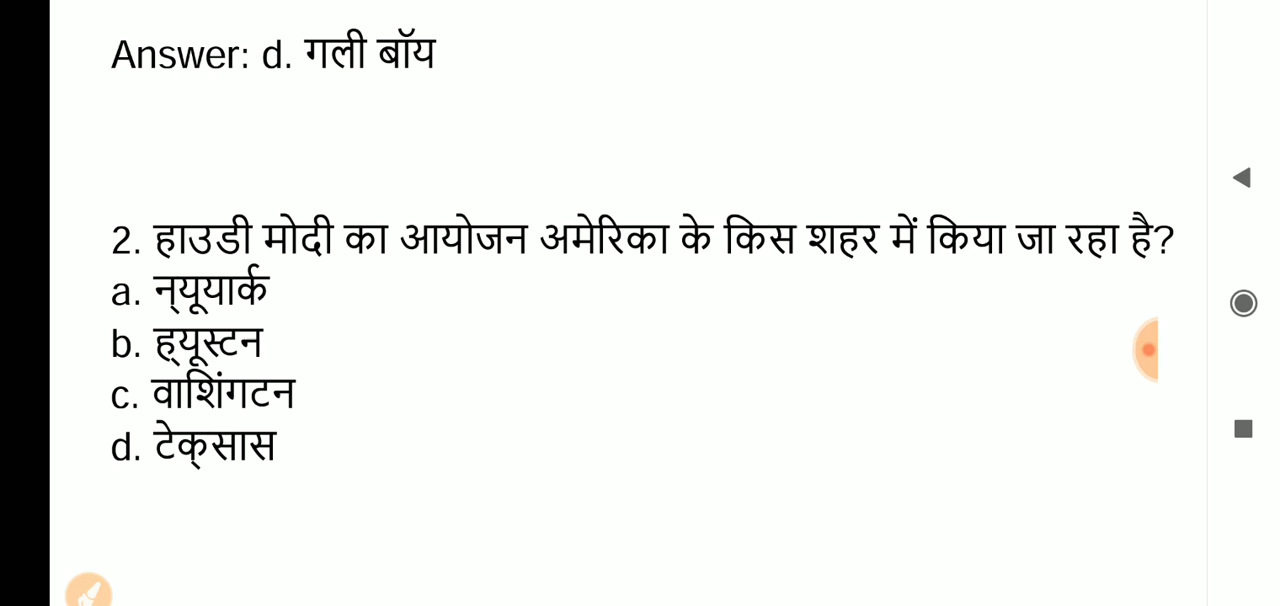 Answer: d. गली बॉय
2. हाउडी मोदी का आयोजन अमेरिका के किस शहर में किया जा रहा है?
a. न्यूयार्क
b. ह्यूस्टन
c. वाशिंगटन
d. टेक्सास